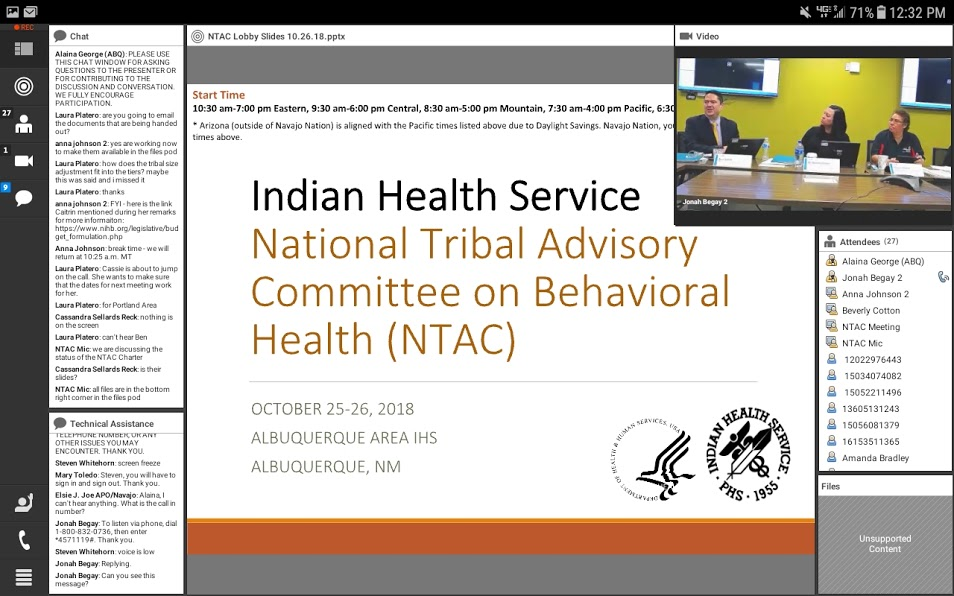 4G
71%
12:32 PM
REC
Chat
Alaina George (ABQ): PLEASE USE
THIS CHAT WINDOW FOR ASKING
QUESTIONS TO THE PRESENTER OR
FOR CONTRIBUTING TO THE
DISCUSSION AND CONVERSATION.
WE FULLY ENCOURAGE
PARTICIPATION.
Laura Platero: are you going to email
the documents that are being handed
out?
anna johnson 2: yes are working now
to make them available in the files pod
Laura Platero: how does the tribal size
adjustment fit into the tiers? maybe
this was said and i missed it
Laura Platero: thanks
anna johnson 2: FYI - here is the link
Caitrin mentioned during her remarks
for more information:
https://www.nihb.org/legislative/bud
get_formulation.php
Anna Johnson: break time - we will
return at 10:25 a.m. MT
Laura Platero: Cassie is about to jump
on the call. She wants to make sure
that the dates for next meeting work
for her.
Laura Platero: for Portland Area
Cassandra Sellards Reck: nothing is
on the screen
Laura Platero: can't hear Ben
NTAC Mic: we are discussing the
status of the NTAC Charter
Cassandra Sellards Reck: is their
slides?
NTAC Mic: all files are in the bottom
right corner in the files pod
27
1
9
Technical Assistance
TELEPHONE NUMBER, OR ANY
OTHER ISSUES YOU MAY
ENCOUNTER. THANK YOU.
Steven Whitehorn: screen freeze
Mary Toledo: Steven, you will have to
sign in and sign out. Thank you.
Elsie J. Joe APO/Navajo: Alaina, I
can't hear anything. What is the call in
number?
Jonah Begay: To listen via phone, dial
1-800-832-0736, then enter
*4571119#. Thank you.
Steven Whitehorn: voice is low
Jonah Begay: Replying.
Jonah Begay: Can you see this
message?
NTAC Lobby Slides 10.26.18.pptx
Start Time
10:30 am-7:00 pm Eastern, 9:30 am-6:00 pm Central, 8:30 am-5:00 pm Mountain, 7:30 am-4:00 pm Pacific, 6:30
* Arizona (outside of Navajo Nation) is aligned with the Pacific times listed above due to Daylight Savings. Navajo Nation, you
times above.
Indian Health Service
National Tribal Advisory
Committee on Behavioral
Health (NTAC)
OCTOBER 25-26, 2018
ALBUQUERQUE AREA IHS
ALBUQUERQUE, NM
DEPARTMENT OF HEALTH & HUMAN SERVICES, USA
INDIAN HEALTH SERVICE
PHS · 1955
Video
Jonah Begay 2
Attendees (27)
Alaina George (ABQ)
Jonah Begay 2
Anna Johnson 2
Beverly Cotton
NTAC Meeting
NTAC Mic
12022976443
15034074082
15052211496
13605131243
15056081379
16153511365
Amanda Bradley
Files
Unsupported
Content